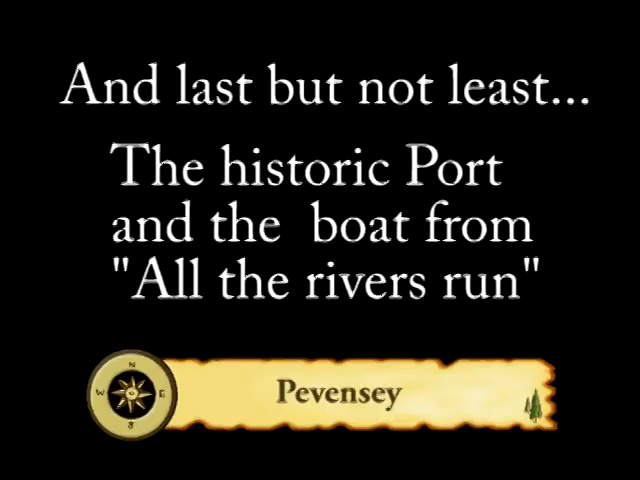 And last but not least...
The historic Port
and the boat from
"All the rivers run"
N
W E
S
Pevensey